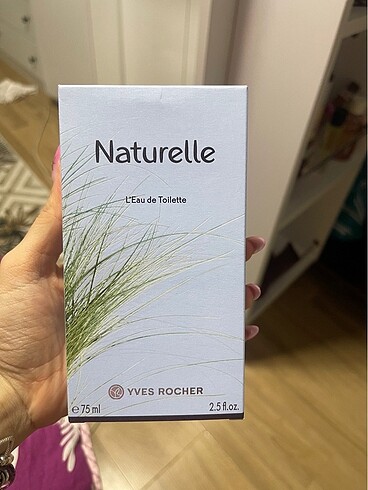 Naturelle
L'Eau de Toilette
YVES ROCHER
e 75 ml 2.5 fl.oz.